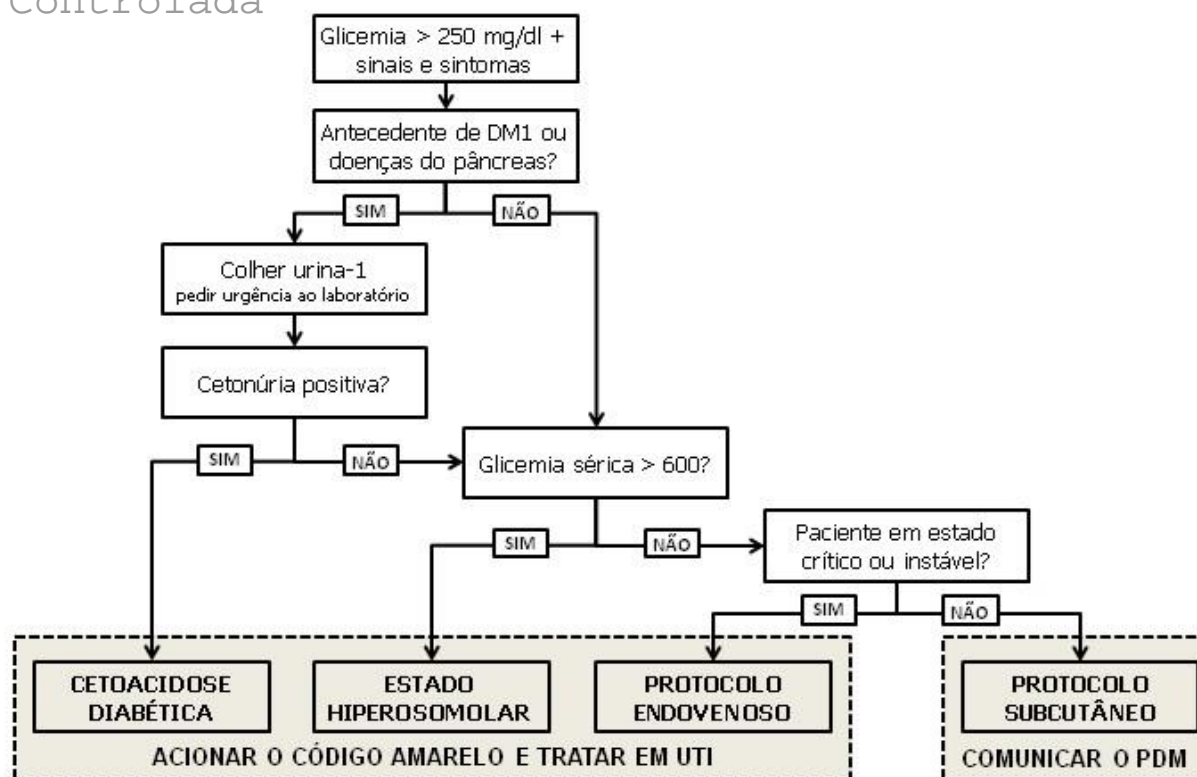 Controlada
Glicemia > 250 mg/dl +
sinais e sintomas
Antecedente de DM1 ou
doenças do pâncreas?
SIM
NÃO
Colher urina-1
pedir urgência ao laboratório
Cetonúria positiva?
SIM
NÃO
Glicemia sérica > 600?
SIM
NÃO
Paciente em estado
crítico ou instável?
SIM
NÃO
CETOACIDOSE
DIABÉTICA
ESTADO
HIPEROSOMOLAR
PROTOCOLO
ENDOVENOSO
PROTOCOLO
SUBCUTÂNEO
ACIONAR O CÓDIGO AMARELO E TRATAR EM UTI
COMUNICAR O PDM